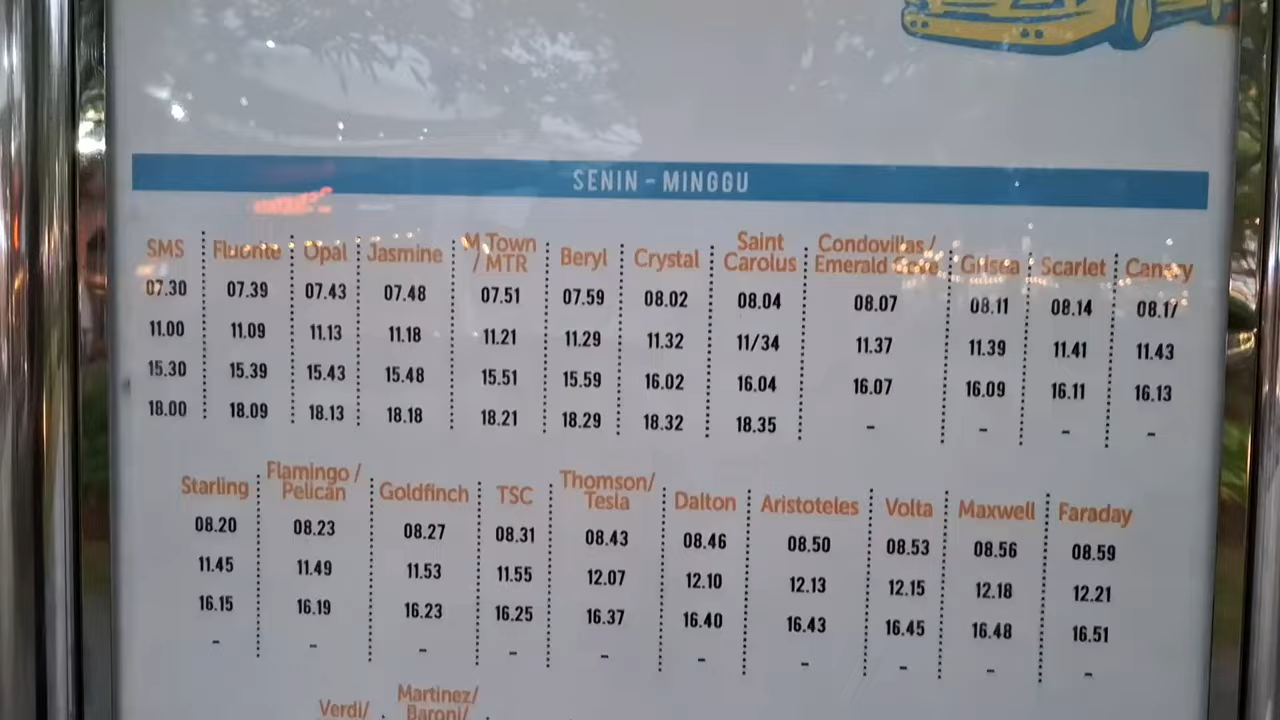 SENIN - MINGGU
SMS Fluorite Opal Jasmine M Town / MTR Beryl Crystal Saint Carolus Condovillas / Emerald Cove Grisea Scarlet Canary
07.30 07.39 07.43 07.48 07.51 07.59 08.02 08.04 08.07 08.11 08.14 08.17
11.00 11.09 11.13 11.18 11.21 11.29 11.32 11/34 11.37 11.39 11.41 11.43
15.30 15.39 15.43 15.48 15.51 15.59 16.02 16.04 16.07 16.09 16.11 16.13
18.00 18.09 18.13 18.18 18.21 18.29 18.32 18.35 - - - -
Starling Flamingo / Pelican Goldfinch TSC Thomson/ Tesla Dalton Aristoteles Volta Maxwell Faraday
08.20 08.23 08.27 08.31 08.43 08.46 08.50 08.53 08.56 08.59
11.45 11.49 11.53 11.55 12.07 12.10 12.13 12.15 12.18 12.21
16.15 16.19 16.23 16.25 16.37 16.40 16.43 16.45 16.48 16.51
- - - - - - - - - -
Verdi/ Martinez/ Baroni/